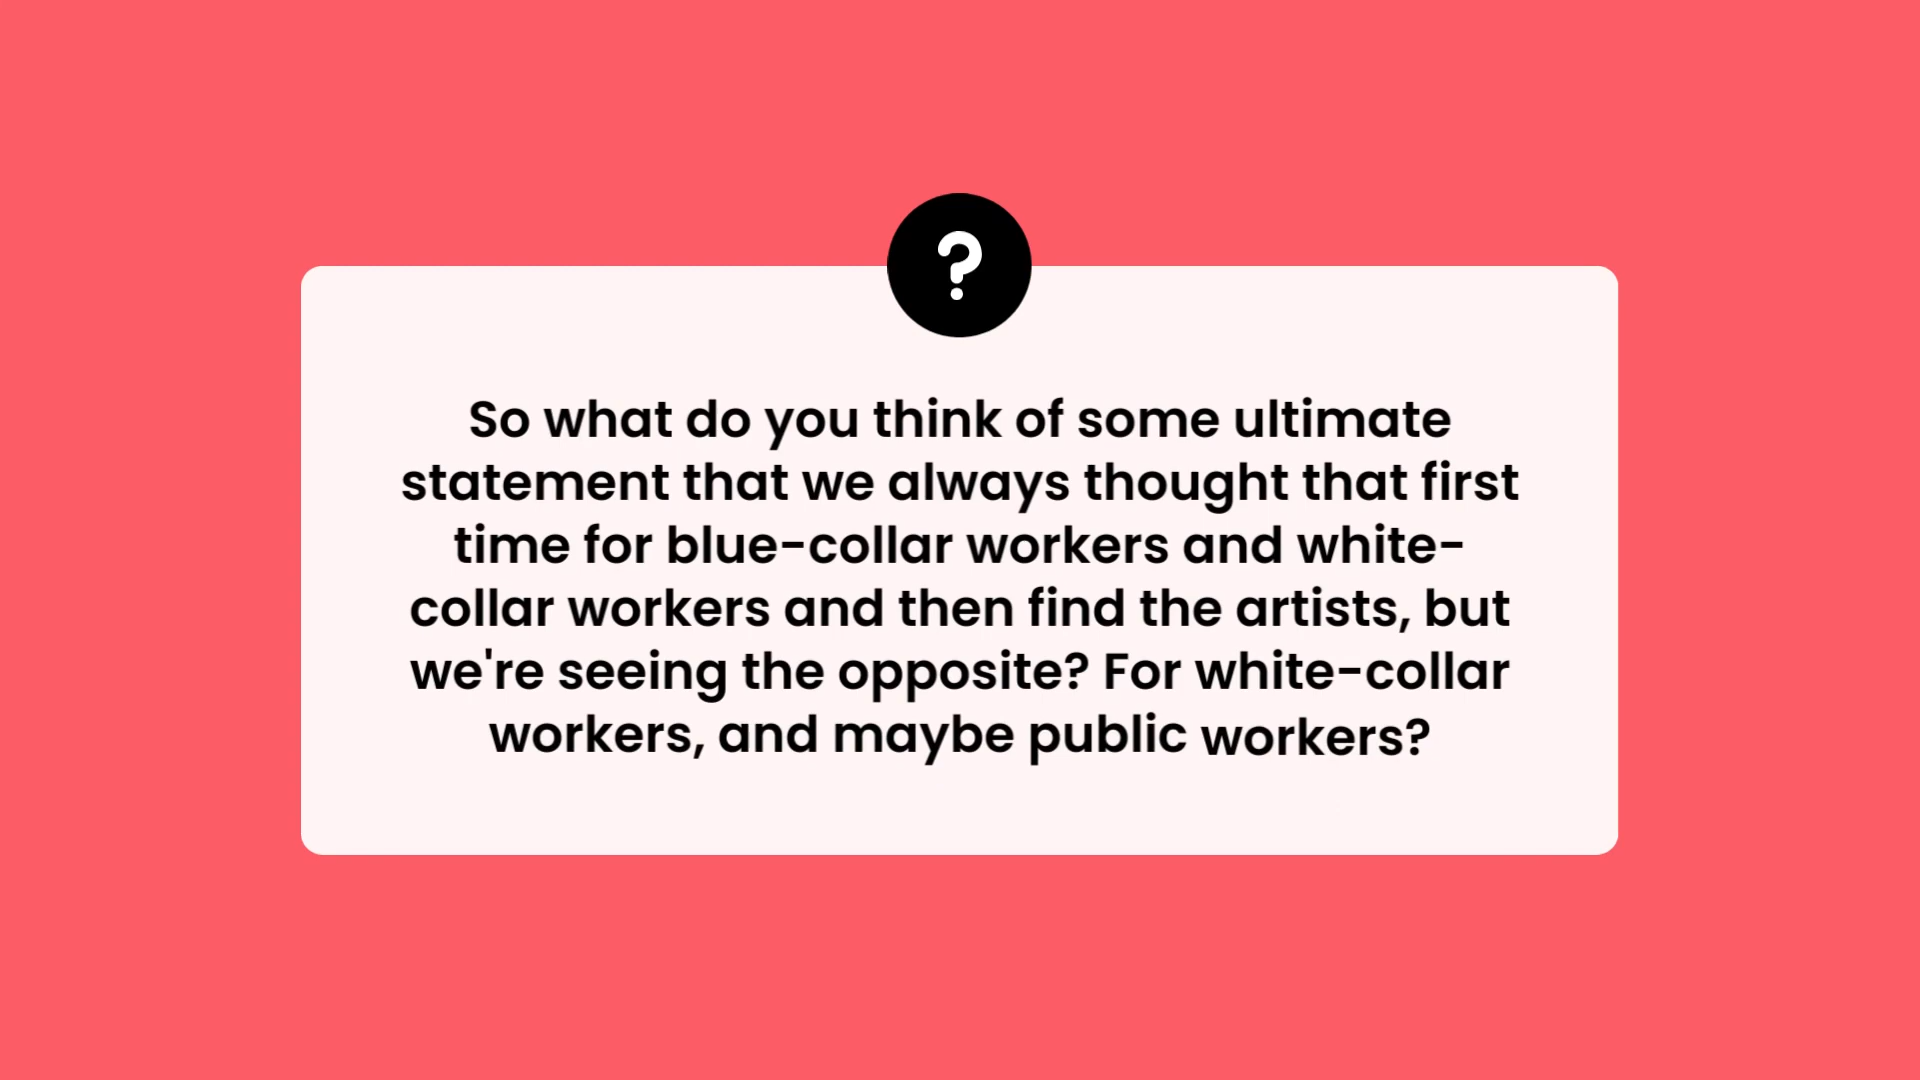 ?
So what do you think of some ultimate
statement that we always thought that first
time for blue-collar workers and white-
collar workers and then find the artists, but
we're seeing the opposite? For white-collar
workers, and maybe public workers?